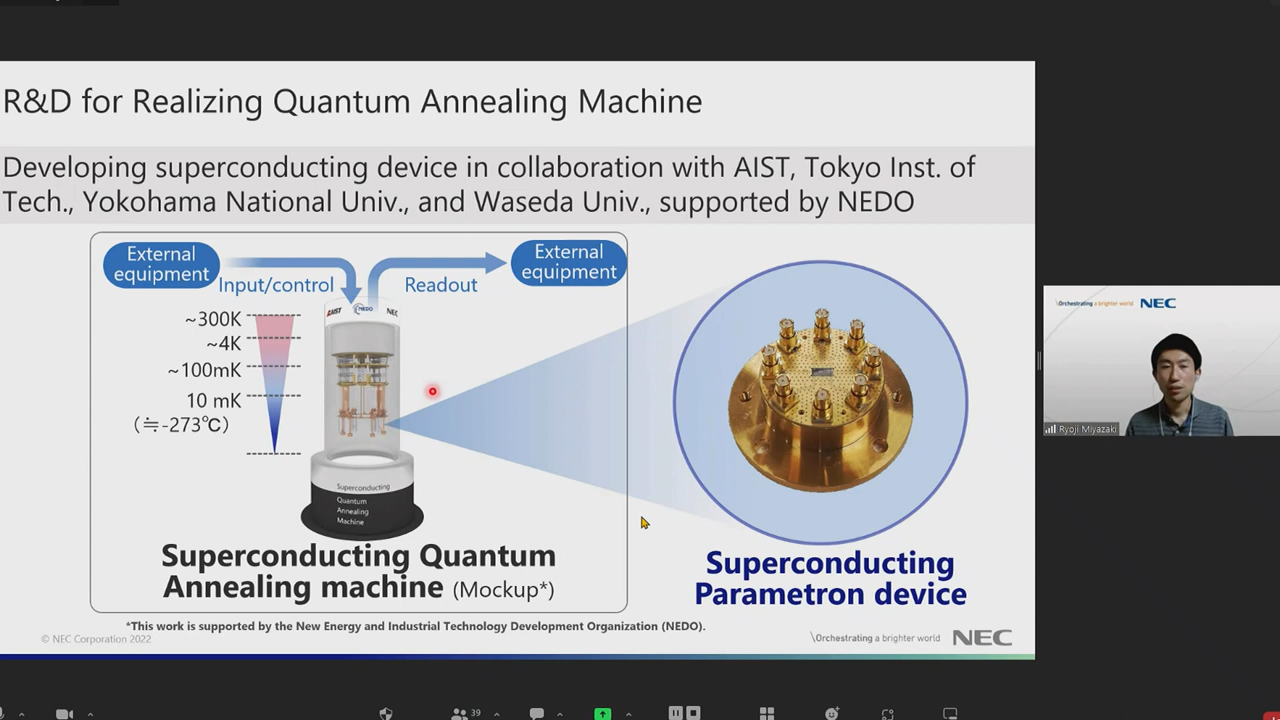 R&D for Realizing Quantum Annealing Machine
Developing superconducting device in collaboration with AIST, Tokyo Inst. of
Tech., Yokohama National Univ., and Waseda Univ., supported by NEDO
External
equipment
Input/control
Readout
External
equipment
AIST
NEDO
NEC
~300K
~4K
~100mK
10 mK
(≒-273℃)
Superconducting
Quantum
Annealing
Machine
Superconducting Quantum
Annealing machine (Mockup*)
Superconducting
Parametron device
*This work is supported by the New Energy and Industrial Technology Development Organization (NEDO).
© NEC Corporation 2022
\Orchestrating a brighter world NEC
\Orchestrating a brighter world NEC
Ryoji Miyazaki
39